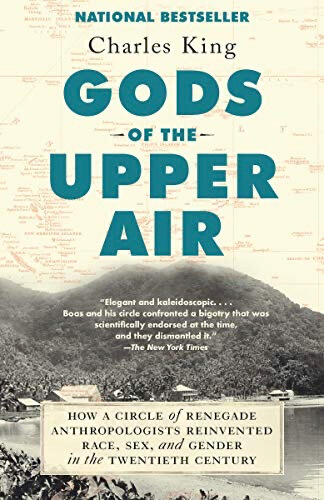 NATIONAL BESTSELLER
Charles King
GODS
OF THE
UPPER
AIR
“Elegant and kaleidoscopic. . . .
Boas and his circle confronted a bigotry that was
scientifically endorsed at the time,
and they dismantled it.”
—The New York Times
HOW A CIRCLE of RENEGADE
ANTHROPOLOGISTS REINVENTED
RACE, SEX, and GENDER
in the TWENTIETH CENTURY